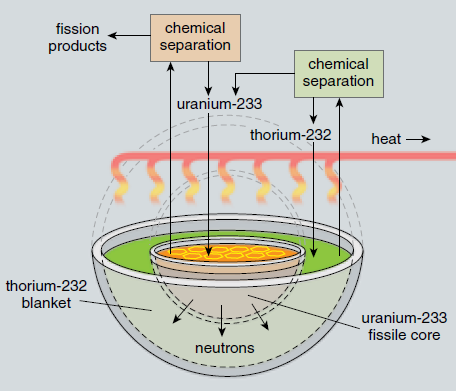 fission
products
chemical
separation
chemical
separation
uranium-233
thorium-232
heat
thorium-232
blanket
uranium-233
fissile core
neutrons